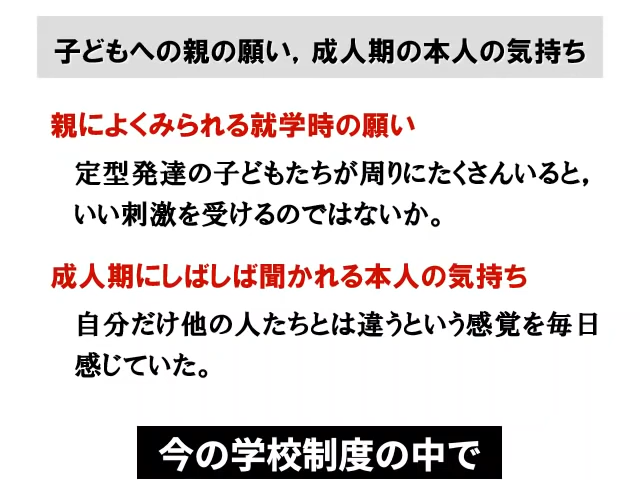 子どもへの親の願い，成人期の本人の気持ち
親によくみられる就学時の願い
定型発達の子どもたちが周りにたくさんいると，
いい刺激を受けるのではないか。
成人期にしばしば聞かれる本人の気持ち
自分だけ他の人たちとは違うという感覚を毎日
感じていた。
今の学校制度の中で